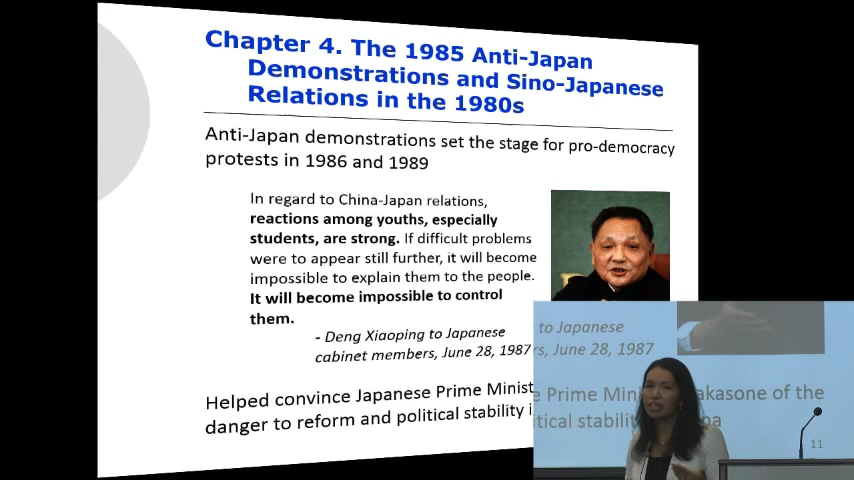 Chapter 4. The 1985 Anti-Japan
Demonstrations and Sino-Japanese
Relations in the 1980s
Anti-Japan demonstrations set the stage for pro-democracy
protests in 1986 and 1989
In regard to China-Japan relations,
reactions among youths, especially
students, are strong. If difficult problems
were to appear still further, it will become
impossible to explain them to the people.
It will become impossible to control
them.
- Deng Xiaoping to Japanese
cabinet members, June 28, 1987
Helped convince Japanese Prime Minist
danger to reform and political stability i
to Japanese
rs, June 28, 1987
e Prime Mini akasone of the
itical stabilit na
11